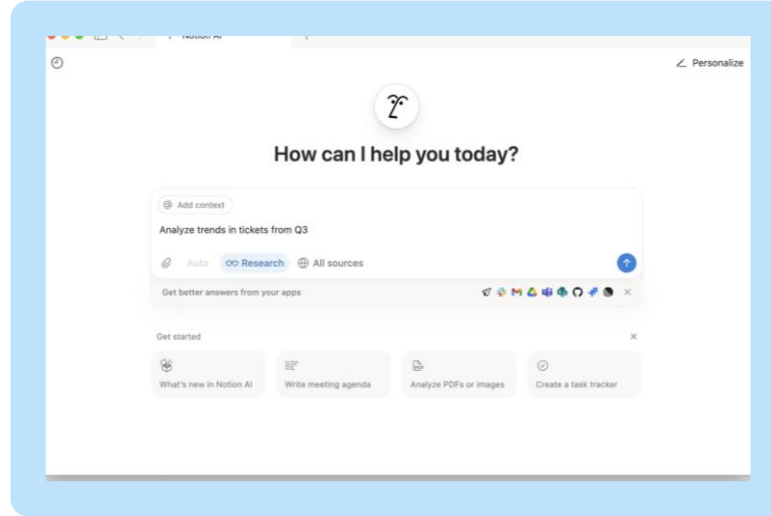 Notion AI
Personalize
How can I help you today?
@ Add context
Analyze trends in tickets from Q3
Auto Research All sources
Get better answers from your apps
Get started
What's new in Notion AI Write meeting agenda Analyze PDFs or images Create a task tracker